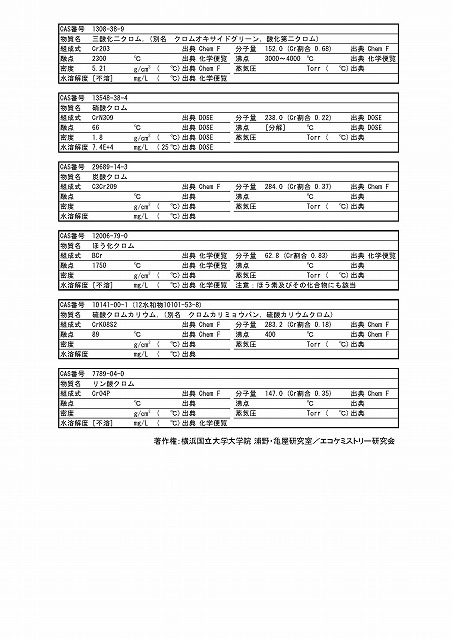 CAS番号 1308-38-9
物質名 三酸化二クロム, (別名 クロムオキサイドグリーン, 酸化第二クロム)
組成式 Cr2O3 出典 Chem F 分子量 152.0 (Cr割合 0.68) 出典 Chem F
融点 2300 ℃ 出典 化学便覧 沸点 3000～4000 ℃ 出典 化学便覧
密度 5.21 g/cm³ ( ℃) 出典 Chem F 蒸気圧 Torr ( ℃) 出典
水溶解度 [不溶] mg/L ( ℃) 出典 化学便覧
CAS番号 13548-38-4
物質名 硝酸クロム
組成式 CrN3O9 出典 DOSE 分子量 238.0 (Cr割合 0.22) 出典 DOSE
融点 66 ℃ 出典 DOSE 沸点 [分解] ℃ 出典 DOSE
密度 1.8 g/cm³ ( ℃) 出典 DOSE 蒸気圧 Torr ( ℃) 出典
水溶解度 7.4E+4 mg/L (25℃) 出典 DOSE
CAS番号 29689-14-3
物質名 炭酸クロム
組成式 C3Cr2O9 出典 Chem F 分子量 284.0 (Cr割合 0.37) 出典 Chem F
融点 ℃ 出典 沸点 ℃ 出典
密度 g/cm³ ( ℃) 出典 蒸気圧 Torr ( ℃) 出典
水溶解度 mg/L ( ℃) 出典
CAS番号 12006-79-0
物質名 ほう化クロム
組成式 BCr 出典 化学便覧 分子量 62.8 (Cr割合 0.83) 出典 化学便覧
融点 1750 ℃ 出典 化学便覧 沸点 ℃ 出典
密度 g/cm³ ( ℃) 出典 蒸気圧 Torr ( ℃) 出典
水溶解度 [不溶] mg/L ( ℃) 出典 化学便覧 注意：ほう素及びその化合物にも該当
CAS番号 10141-00-1 (12水和物10101-53-8)
物質名 硫酸クロムカリウム, (別名 クロムカリミョウバン, 硫酸カリウムクロム)
組成式 CrKO8S2 出典 Chem F 分子量 283.2 (Cr割合 0.18) 出典 Chem F
融点 89 ℃ 出典 Chem F 沸点 400 ℃ 出典 Chem F
密度 g/cm³ ( ℃) 出典 蒸気圧 Torr ( ℃) 出典
水溶解度 mg/L ( ℃) 出典
CAS番号 7789-04-0
物質名 リン酸クロム
組成式 CrO4P 出典 Chem F 分子量 147.0 (Cr割合 0.35) 出典 Chem F
融点 ℃ 出典 沸点 ℃ 出典
密度 g/cm³ ( ℃) 出典 蒸気圧 Torr ( ℃) 出典
水溶解度 [不溶] mg/L ( ℃) 出典 化学便覧
著作権：横浜国立大学大学院 浦野・亀屋研究室／エコケミストリー研究会